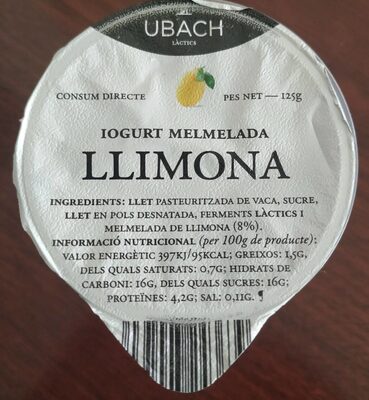 UBACH
LÀCTICS
CONSUM DIRECTE
PES NET — 125g
IOGURT MELMELADA
LLIMONA
INGREDIENTS: LLET PASTEURITZADA DE VACA, SUCRE,
LLET EN POLS DESNATADA, FERMENTS LÀCTICS I
MELMELADA DE LLIMONA (8%).
INFORMACIÓ NUTRICIONAL (per 100g de producte):
VALOR ENERGÈTIC 397KJ/95KCAL; GREIXOS: 1,5G,
DELS QUALS SATURATS: 0,7G; HIDRATS DE
CARBONI: 16G, DELS QUALS SUCRES: 16G;
PROTEÏNES: 4,2G; SAL: 0,11G. ¶